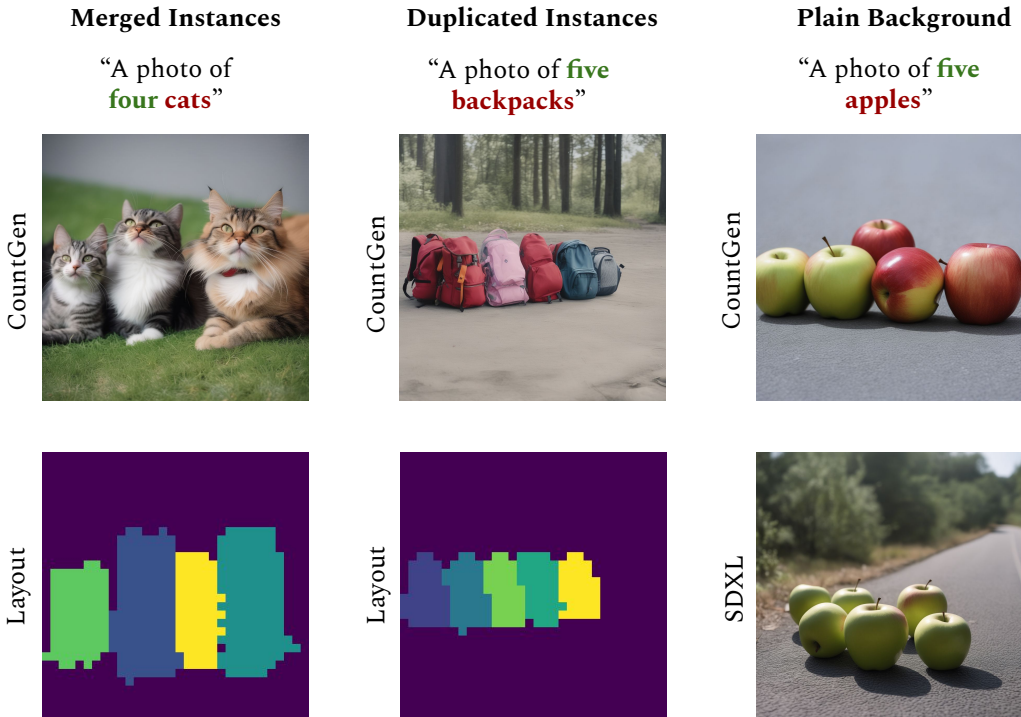 Merged Instances
Duplicated Instances
Plain Background
“A photo of
four cats”
“A photo of five
backpacks”
“A photo of five
apples”
CountGen
CountGen
CountGen
Layout
Layout
SDXL